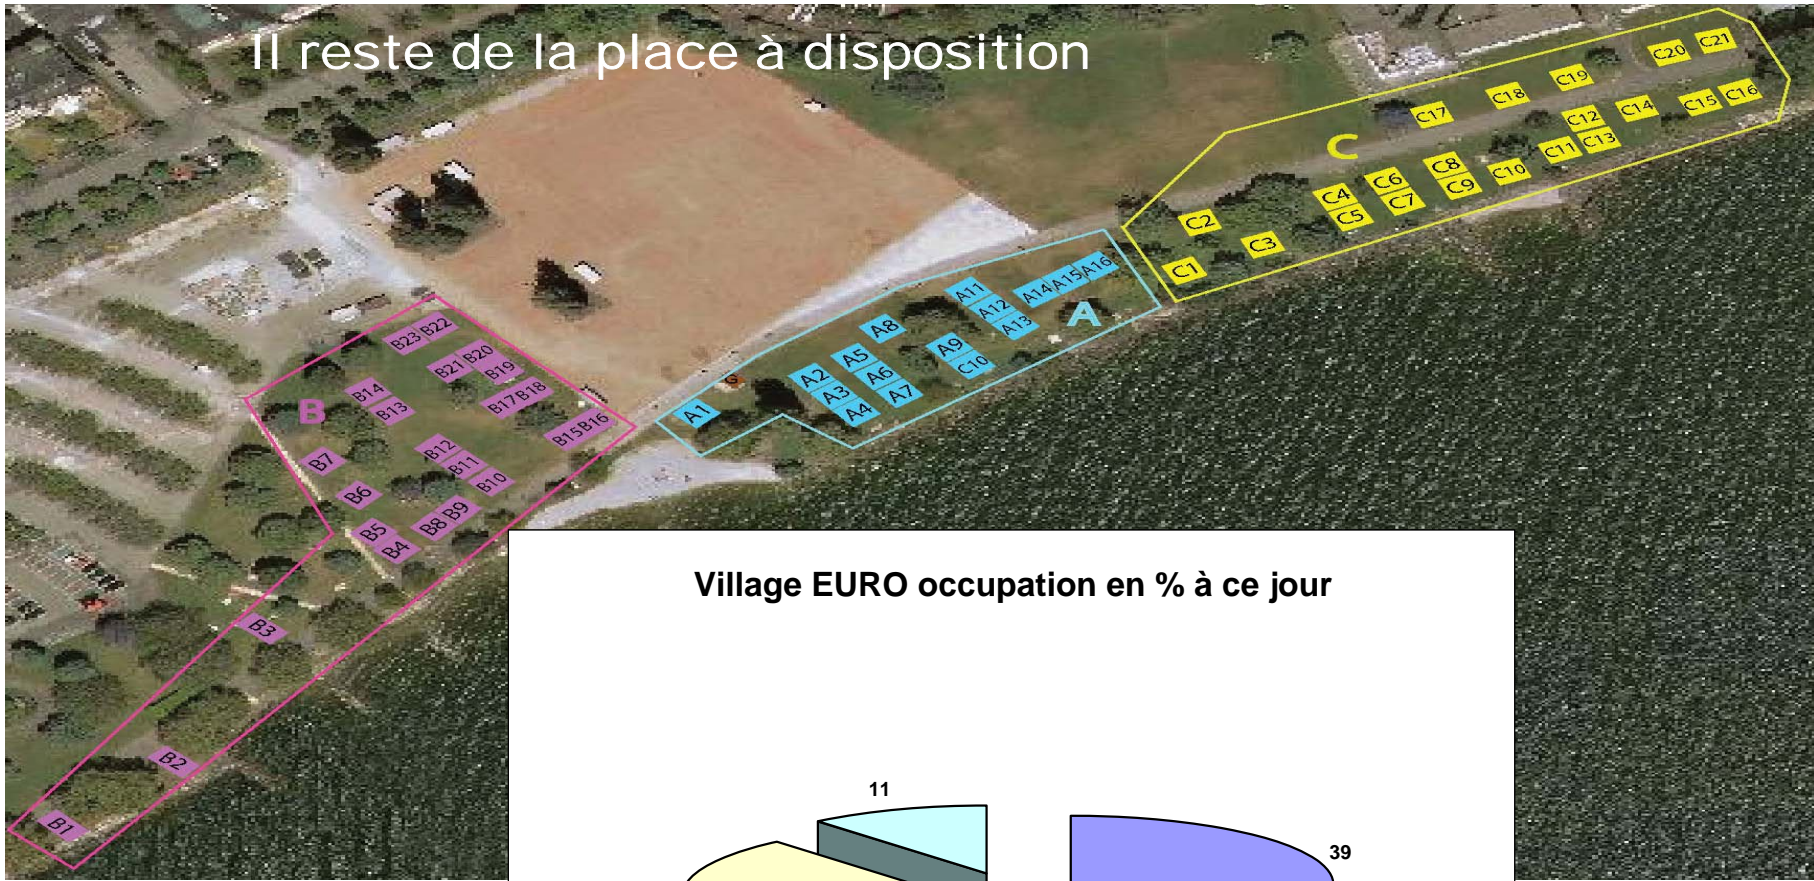 Il reste de la place à disposition
C20 C21
C19
C18
C17
C12 C14 C15 C16
C11 C13
C
C8
C6 C9 C10
C4 C7
C5
C2
C3
C1
A16
A15
A14
A11
A12
A13
A
A8
A9
C10
A5
A6
A7
A2
A3
A4
A1
G
B22
B23
B20
B21
B19
B18
B17
B16
B15
B14
B13
B
B12
B11
B10
B7
B6
B9
B8
B5
B4
B3
B2
B1
Village EURO occupation en % à ce jour
11
39